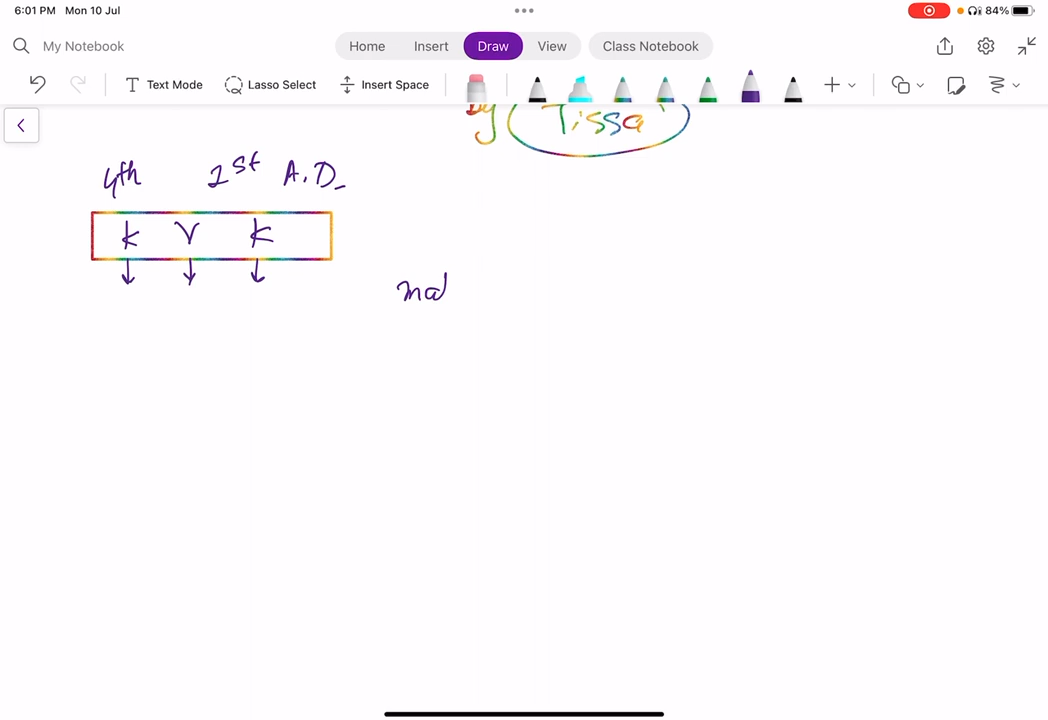 6:01 PM Mon 10 Jul 84%
My Notebook Home Insert Draw View Class Notebook
Text Mode Lasso Select Insert Space
by Tissa
4th 1st A.D.
K V K